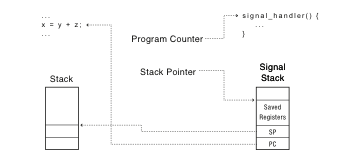 ...
x = y + z;
...
signal_handler() {
...
}
Program Counter
Stack Pointer
Stack
Signal
Stack
Saved
Registers
SP
PC